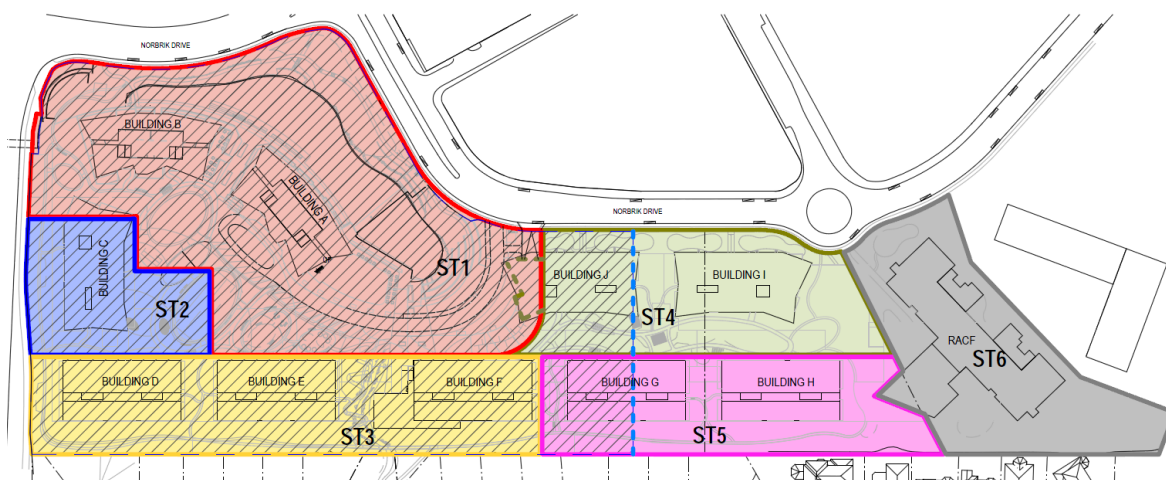 NORBRIK DRIVE
BUILDING B
BUILDING A
NORBRIK DRIVE
BUILDING C
ST1
BUILDING J
BUILDING I
ST2
ST4
RACF
ST6
BUILDING D
BUILDING E
BUILDING F
BUILDING G
BUILDING H
ST3
ST5